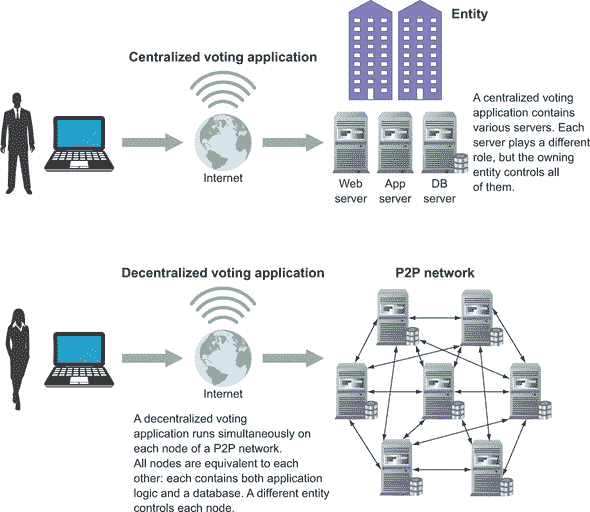 Entity
Centralized voting application
A centralized voting
application contains
various servers. Each
server plays a different
role, but the owning
entity controls all
of them.
Internet
Web
server
App
server
DB
server
Decentralized voting application
P2P network
Internet
A decentralized voting
application runs simultaneously on
each node of a P2P network.
All nodes are equivalent to each
other: each contains both application
logic and a database. A different entity
controls each node.